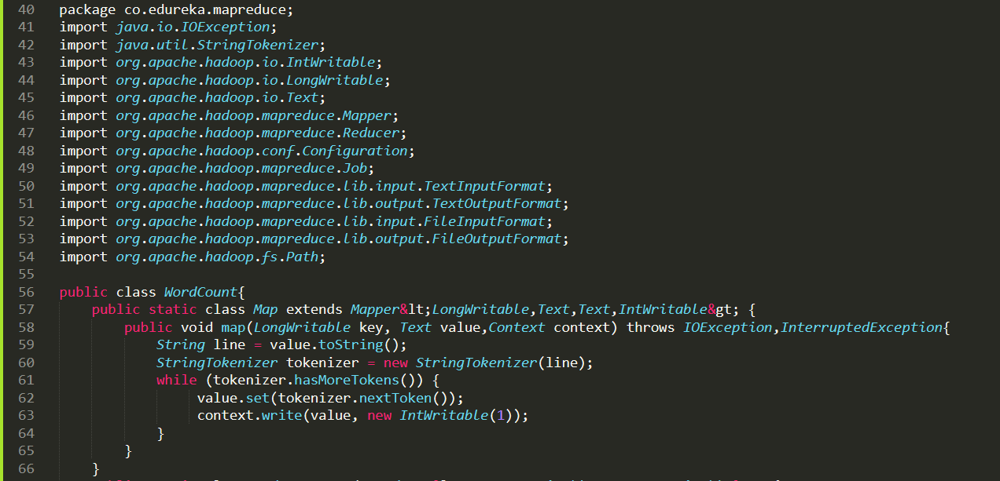 40 package co.edureka.mapreduce;
41 import java.io.IOException;
42 import java.util.StringTokenizer;
43 import org.apache.hadoop.io.IntWritable;
44 import org.apache.hadoop.io.LongWritable;
45 import org.apache.hadoop.io.Text;
46 import org.apache.hadoop.mapreduce.Mapper;
47 import org.apache.hadoop.mapreduce.Reducer;
48 import org.apache.hadoop.conf.Configuration;
49 import org.apache.hadoop.mapreduce.Job;
50 import org.apache.hadoop.mapreduce.lib.input.TextInputFormat;
51 import org.apache.hadoop.mapreduce.lib.output.TextOutputFormat;
52 import org.apache.hadoop.mapreduce.lib.input.FileInputFormat;
53 import org.apache.hadoop.mapreduce.lib.output.FileOutputFormat;
54 import org.apache.hadoop.fs.Path;
55
56 public class WordCount{
57     public static class Map extends Mapper&lt;LongWritable,Text,Text,IntWritable&gt; {
58         public void map(LongWritable key, Text value,Context context) throws IOException,InterruptedException{
59             String line = value.toString();
60             StringTokenizer tokenizer = new StringTokenizer(line);
61             while (tokenizer.hasMoreTokens()) {
62                  value.set(tokenizer.nextToken());
63                  context.write(value, new IntWritable(1));
64             }
65         }
66     }